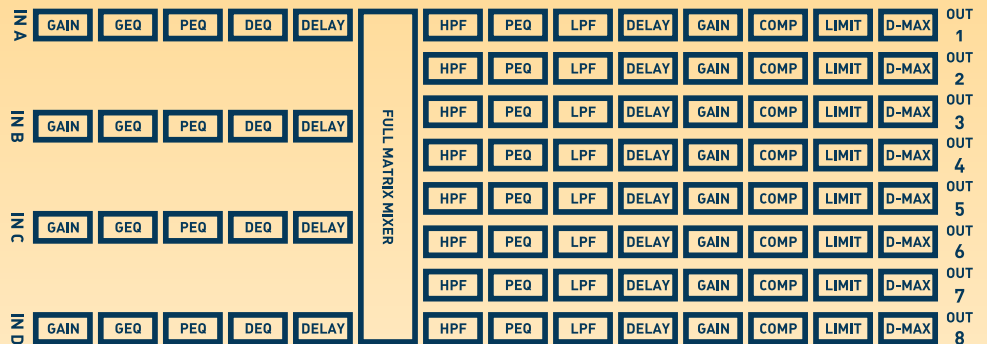 IN A GAIN GEQ PEQ DEQ DELAY HPF PEQ LPF DELAY GAIN COMP LIMIT D-MAX OUT 1
HPF PEQ LPF DELAY GAIN COMP LIMIT D-MAX OUT 2
IN B GAIN GEQ PEQ DEQ DELAY HPF PEQ LPF DELAY GAIN COMP LIMIT D-MAX OUT 3
FULL MATRIX MIXER
HPF PEQ LPF DELAY GAIN COMP LIMIT D-MAX OUT 4
HPF PEQ LPF DELAY GAIN COMP LIMIT D-MAX OUT 5
IN C GAIN GEQ PEQ DEQ DELAY HPF PEQ LPF DELAY GAIN COMP LIMIT D-MAX OUT 6
HPF PEQ LPF DELAY GAIN COMP LIMIT D-MAX OUT 7
IN D GAIN GEQ PEQ DEQ DELAY HPF PEQ LPF DELAY GAIN COMP LIMIT D-MAX OUT 8